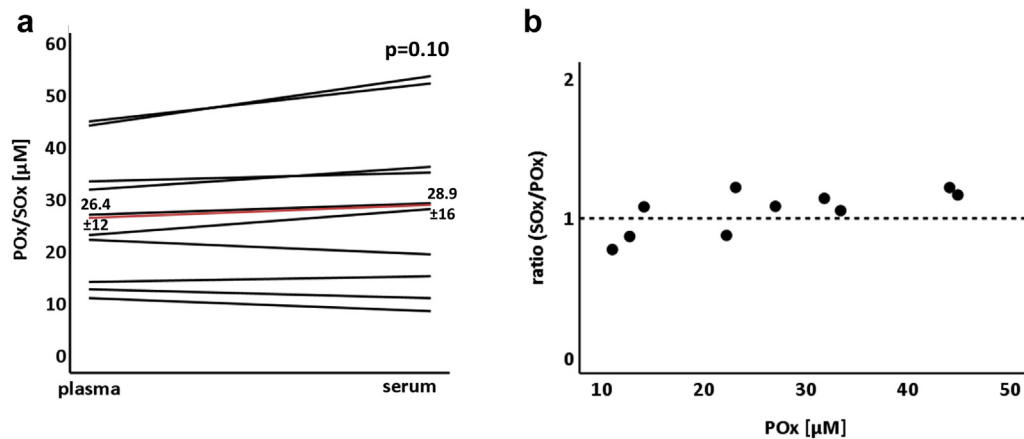 a
POx/SOx [µM]
60
50
40
30
20
10
0
p=0.10
26.4
±12
28.9
±16
plasma
serum
b
ratio (SOx/POx)
2
1
0
10 20 30 40 50
POx [µM]